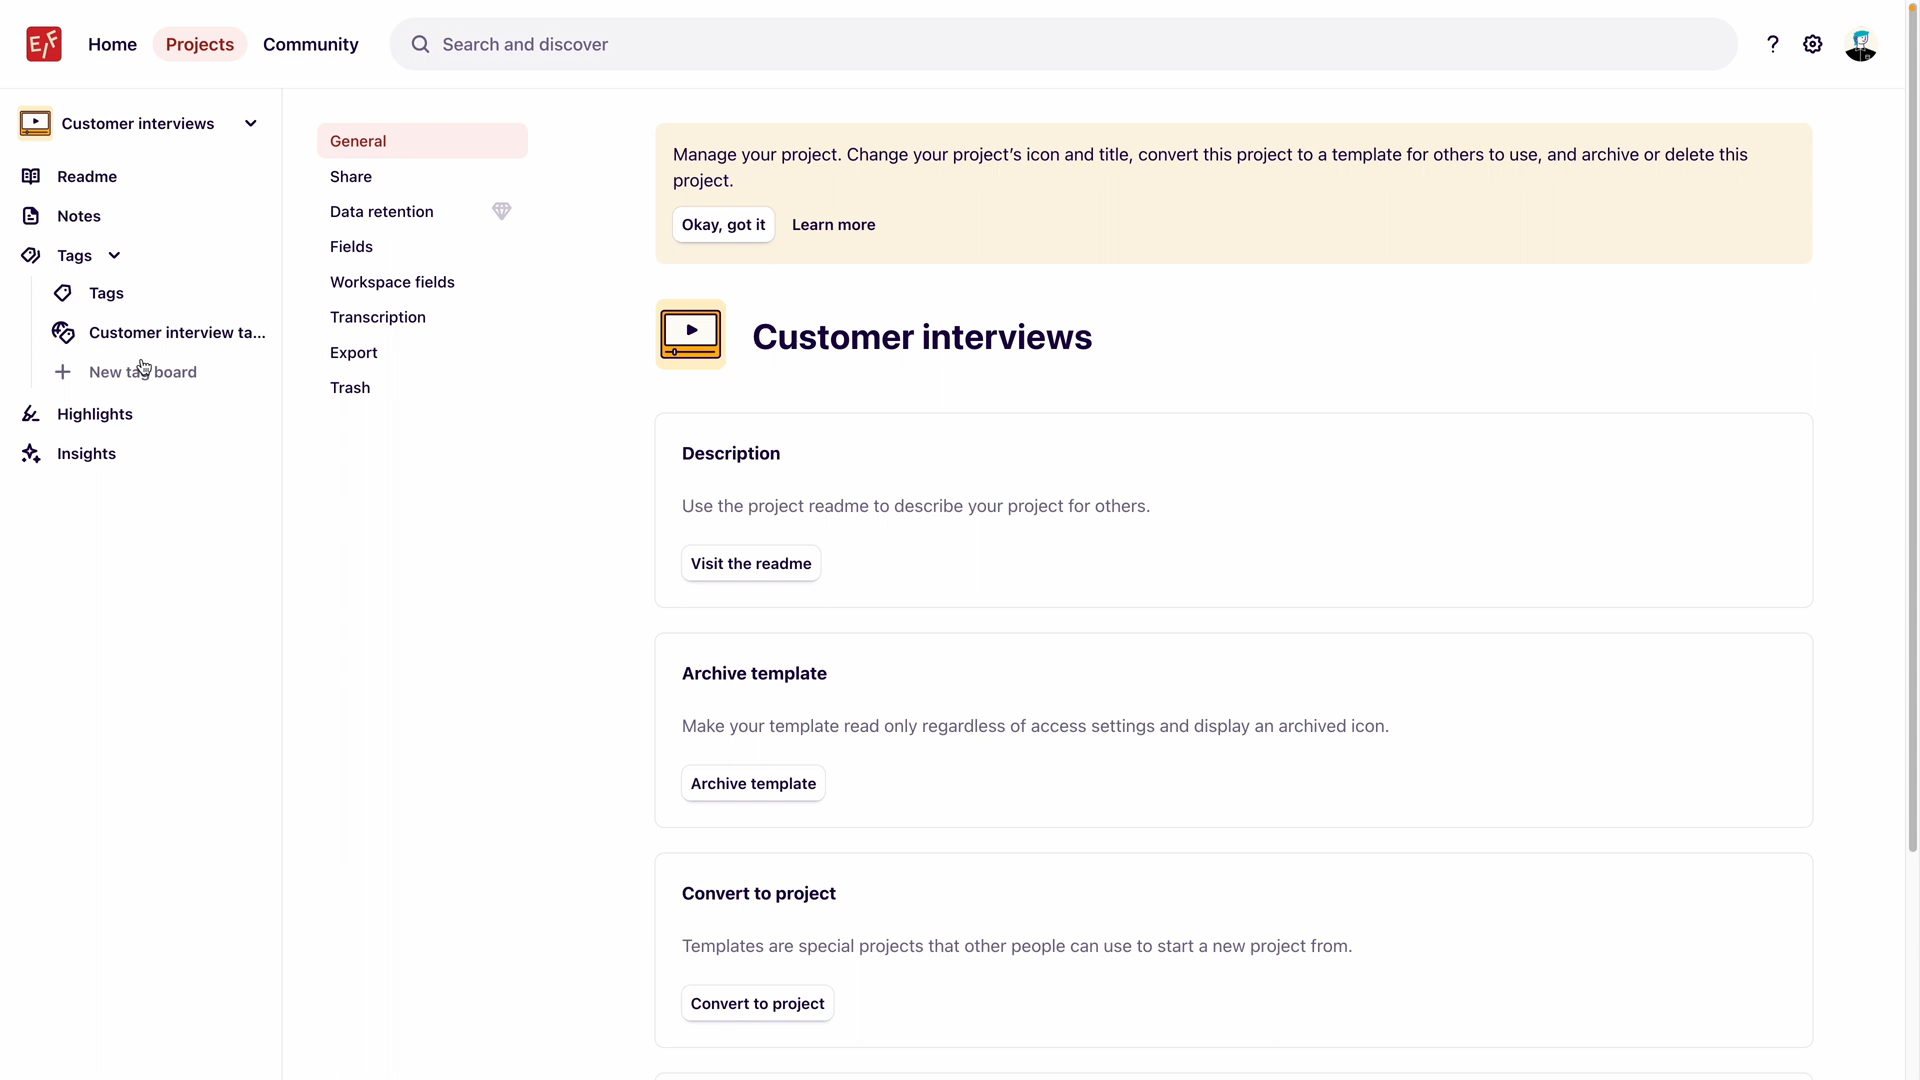 E/F
Home
Projects
Community
Search and discover
?
Customer interviews
Readme
Notes
Tags
Tags
Customer interview ta...
New tag board
Highlights
Insights
General
Share
Data retention
Fields
Workspace fields
Transcription
Export
Trash
Manage your project. Change your project's icon and title, convert this project to a template for others to use, and archive or delete this
project.
Okay, got it
Learn more
Customer interviews
Description
Use the project readme to describe your project for others.
Visit the readme
Archive template
Make your template read only regardless of access settings and display an archived icon.
Archive template
Convert to project
Templates are special projects that other people can use to start a new project from.
Convert to project